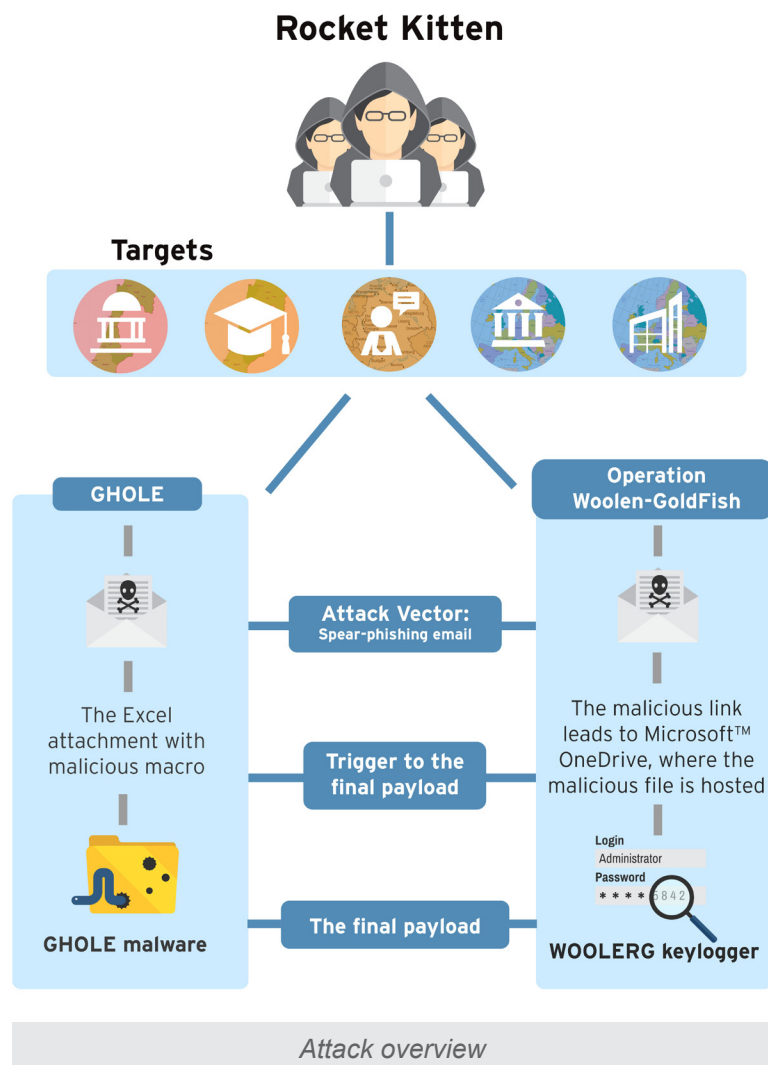 Rocket Kitten
Targets
GHOLE
Operation
Woolen-GoldFish
Attack Vector:
Spear-phishing email
The Excel
attachment with
malicious macro
Trigger to the
final payload
The malicious link
leads to Microsoft™
OneDrive, where the
malicious file is hosted
Login
Administrator
Password
* * * * 5842
GHOLE malware
The final payload
WOOLERG keylogger
Attack overview